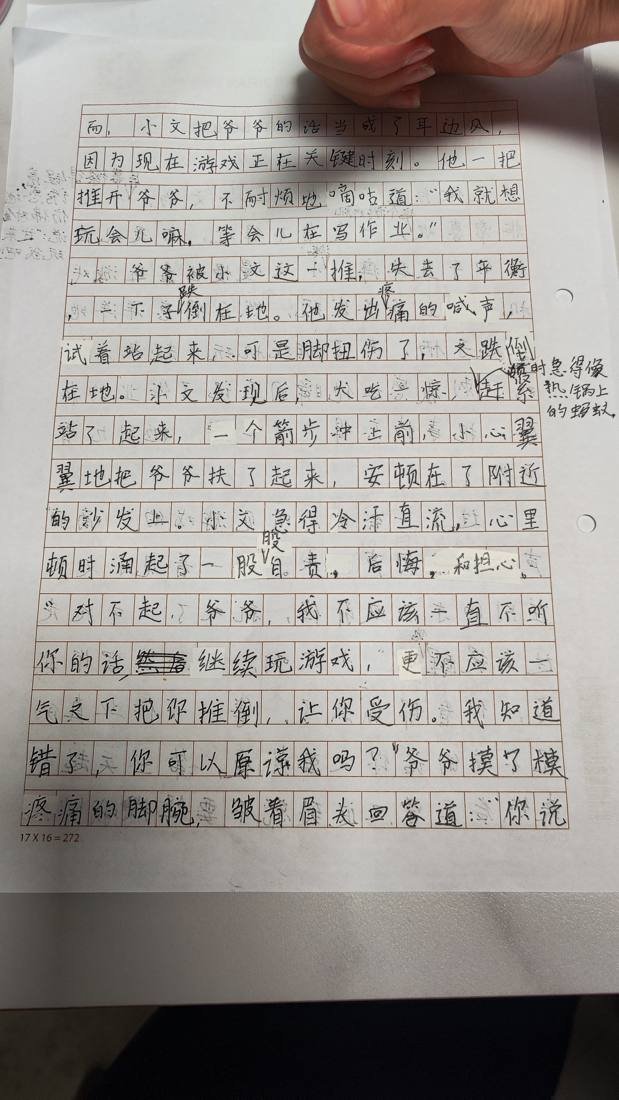 而，小文把爷爷的话当成了耳边风，
因为现在游戏正在关键时刻。他一把
推开爷爷，不耐烦地嘀咕道：“我就想
玩会儿嘛。等会儿在写作业。”
爷爷被小文这一推，失去了平衡
，一下子跌倒在地。他发出疼痛的喊声，
试着站起来，可是脚扭伤了，又跌倒
在地。小文发现后，大吃一惊，赶紧
顿时急得像
热锅上
的蚂蚁，
站了起来，一个箭步冲上前，小心翼
翼地把爷爷扶了起来，安顿在了附近
的沙发上。小文急得冷汗直流，心里
顿时涌起了一股股自责，后悔，和担心。
对不起，爷爷，我不应该一直不听
你的话，继续玩游戏，更不应该一
气之下把你推倒，让你受伤。我知道
错了，你可以原谅我吗？”爷爷摸了摸
疼痛的脚腕，皱着眉头回答道：“你说
17 X 16 = 272